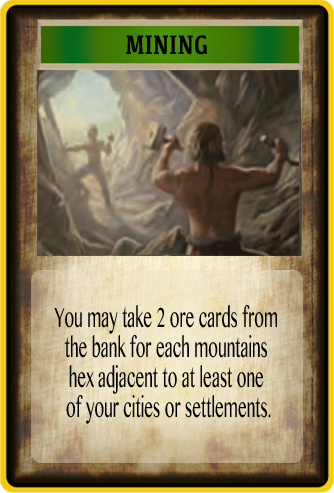 MINING
You may take 2 ore cards from
the bank for each mountains
hex adjacent to at least one
of your cities or settlements.